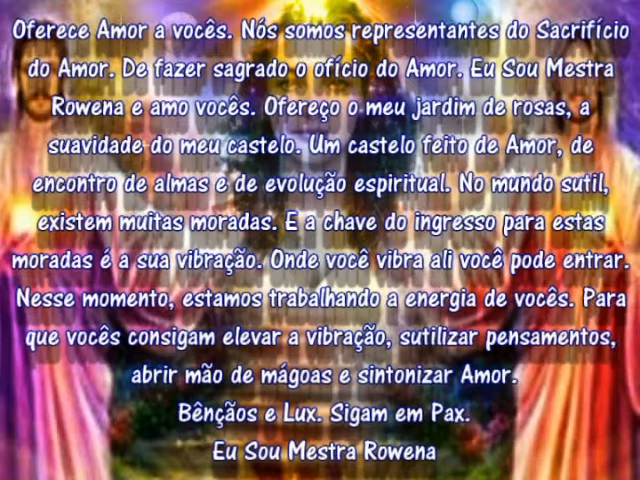 Oferece Amor a vocês. Nós somos representantes do Sacrifício
do Amor. De fazer sagrado o ofício do Amor. Eu Sou Mestra
Rowena e amo vocês. Ofereço o meu jardim de rosas, a
suavidade do meu castelo. Um castelo feito de Amor, de
encontro de almas e de evolução espiritual. No mundo sutil,
existem muitas moradas. E a chave do ingresso para estas
moradas é a sua vibração. Onde você vibra ali você pode entrar.
Nesse momento, estamos trabalhando a energia de vocês. Para
que vocês consigam elevar a vibração, sutilizar pensamentos,
abrir mão de mágoas e sintonizar Amor.
Bênçãos e Lux. Sigam em Pax.
Eu Sou Mestra Rowena